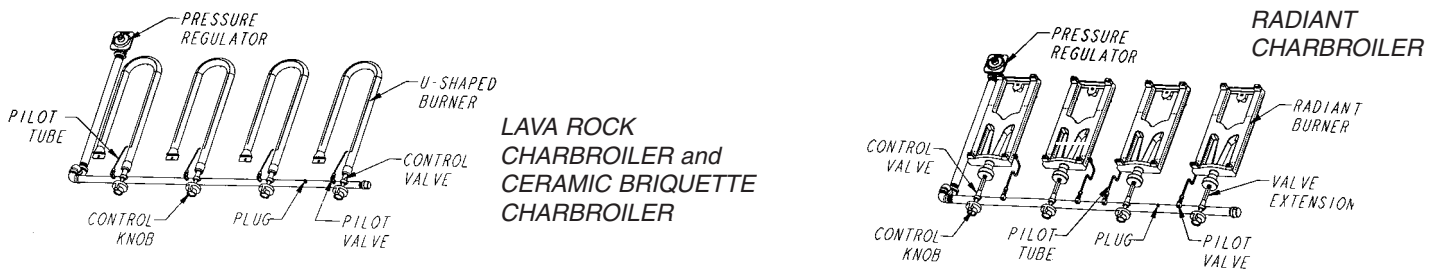 PRESSURE
REGULATOR
U-SHAPED
BURNER
PILOT
TUBE
CONTROL
VALVE
CONTROL
KNOB
PLUG
PILOT
VALVE
LAVA ROCK
CHARBROILER and
CERAMIC BRIQUETTE
CHARBROILER
RADIANT
CHARBROILER
PRESSURE
REGULATOR
RADIANT
BURNER
CONTROL
VALVE
VALVE
EXTENSION
CONTROL
KNOB
PILOT
TUBE
PLUG
PILOT
VALVE